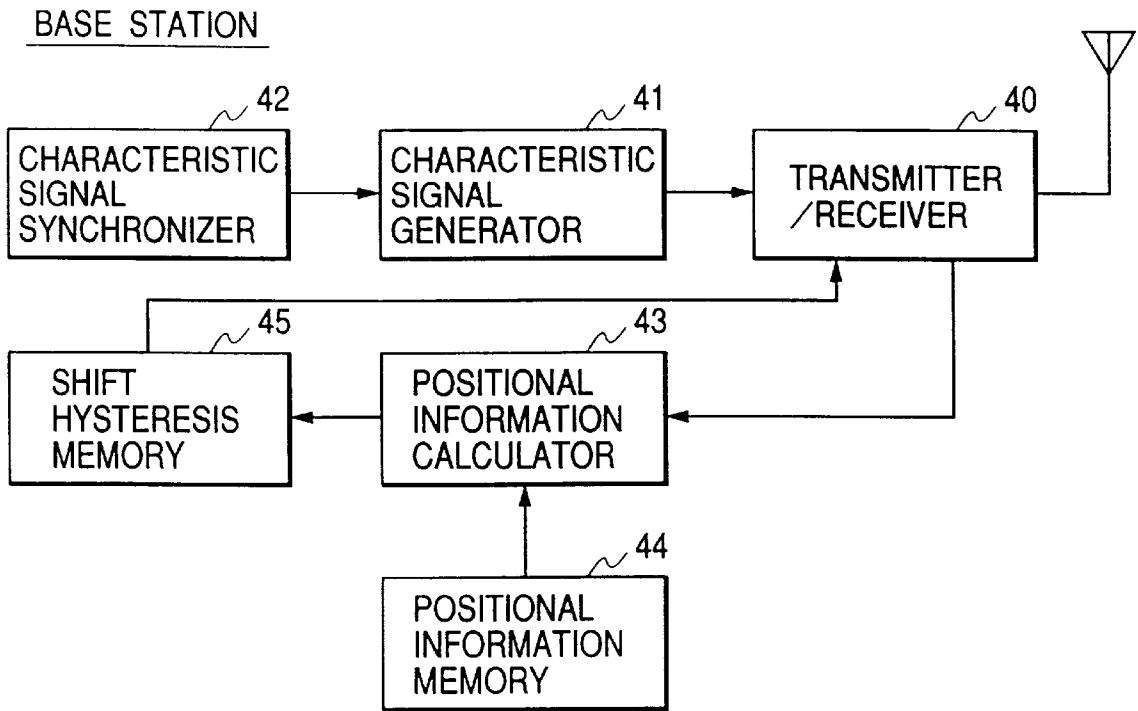 BASE STATION
42
CHARACTERISTIC
SIGNAL
SYNCHRONIZER
41
CHARACTERISTIC
SIGNAL
GENERATOR
40
TRANSMITTER
/RECEIVER
45
SHIFT
HYSTERESIS
MEMORY
43
POSITIONAL
INFORMATION
CALCULATOR
44
POSITIONAL
INFORMATION
MEMORY